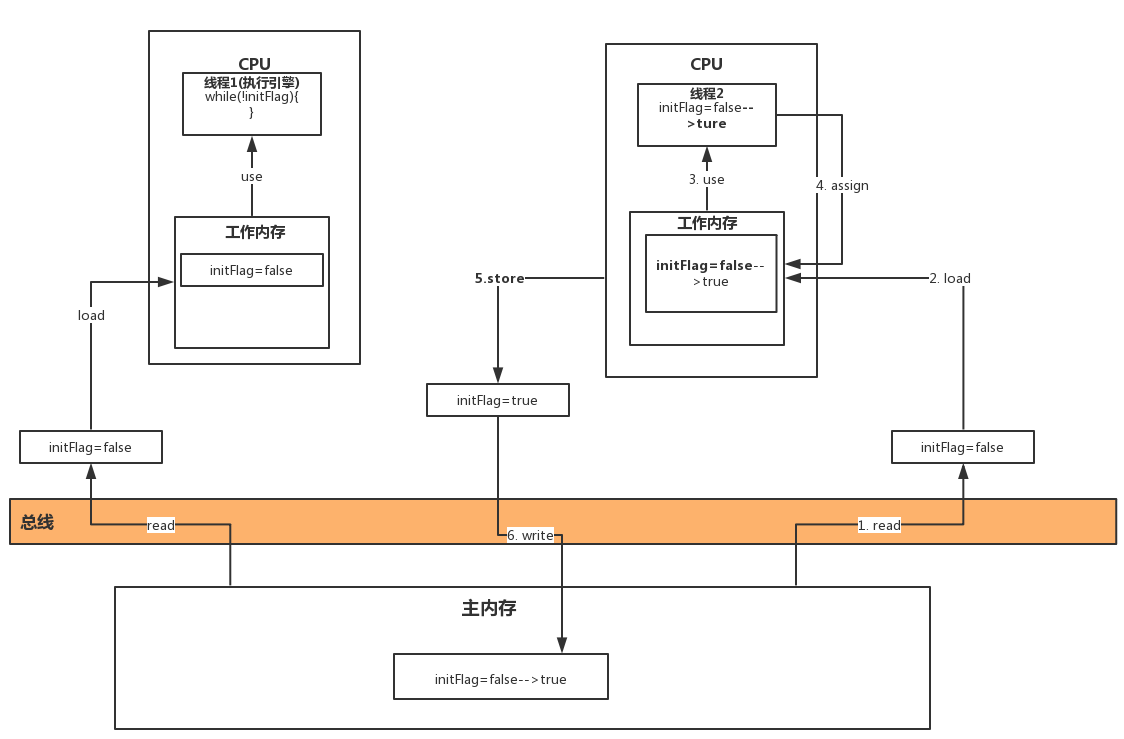 CPU
线程1(执行引擎)
while(!initFlag){
}
use
工作内存
initFlag=false
load
initFlag=false
CPU
线程2
initFlag=false--
>ture
3. use
4. assign
工作内存
initFlag=false--
>true
5.store
2. load
initFlag=true
initFlag=false
总线
read
6. write
1. read
主内存
initFlag=false-->true